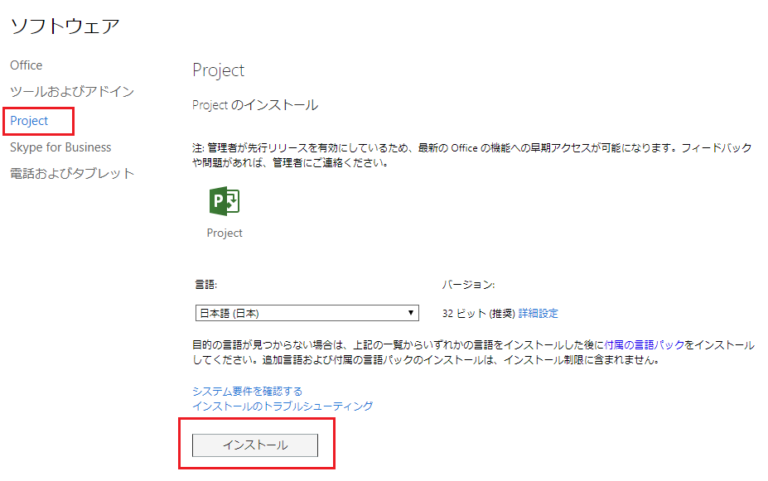 ソフトウェア
Office
ツールおよびアドイン
Project
Skype for Business
電話およびタブレット
Project
Project のインストール
注: 管理者が先行リリースを有効にしているため、最新の Office の機能への早期アクセスが可能になります。フィードバック
や問題があれば、管理者にご連絡ください。
P
Project
言語:
バージョン:
日本語 (日本)
32 ビット (推奨) 詳細設定
目的の言語が見つからない場合は、上記の一覧からいずれかの言語をインストールした後に付属の言語パックをインストール
してください。追加言語および付属の言語パックのインストールは、インストール制限に含まれません。
システム要件を確認する
インストールのトラブルシューティング
インストール